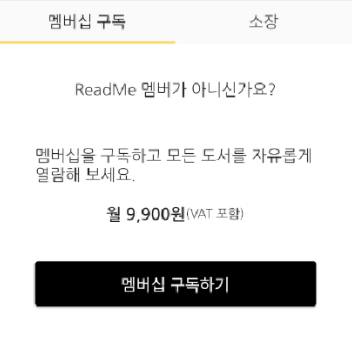 멤버십 구독 소장
ReadMe 멤버가 아니신가요?
멤버십을 구독하고 모든 도서를 자유롭게
열람해 보세요.
월 9,900원(VAT 포함)
멤버십 구독하기